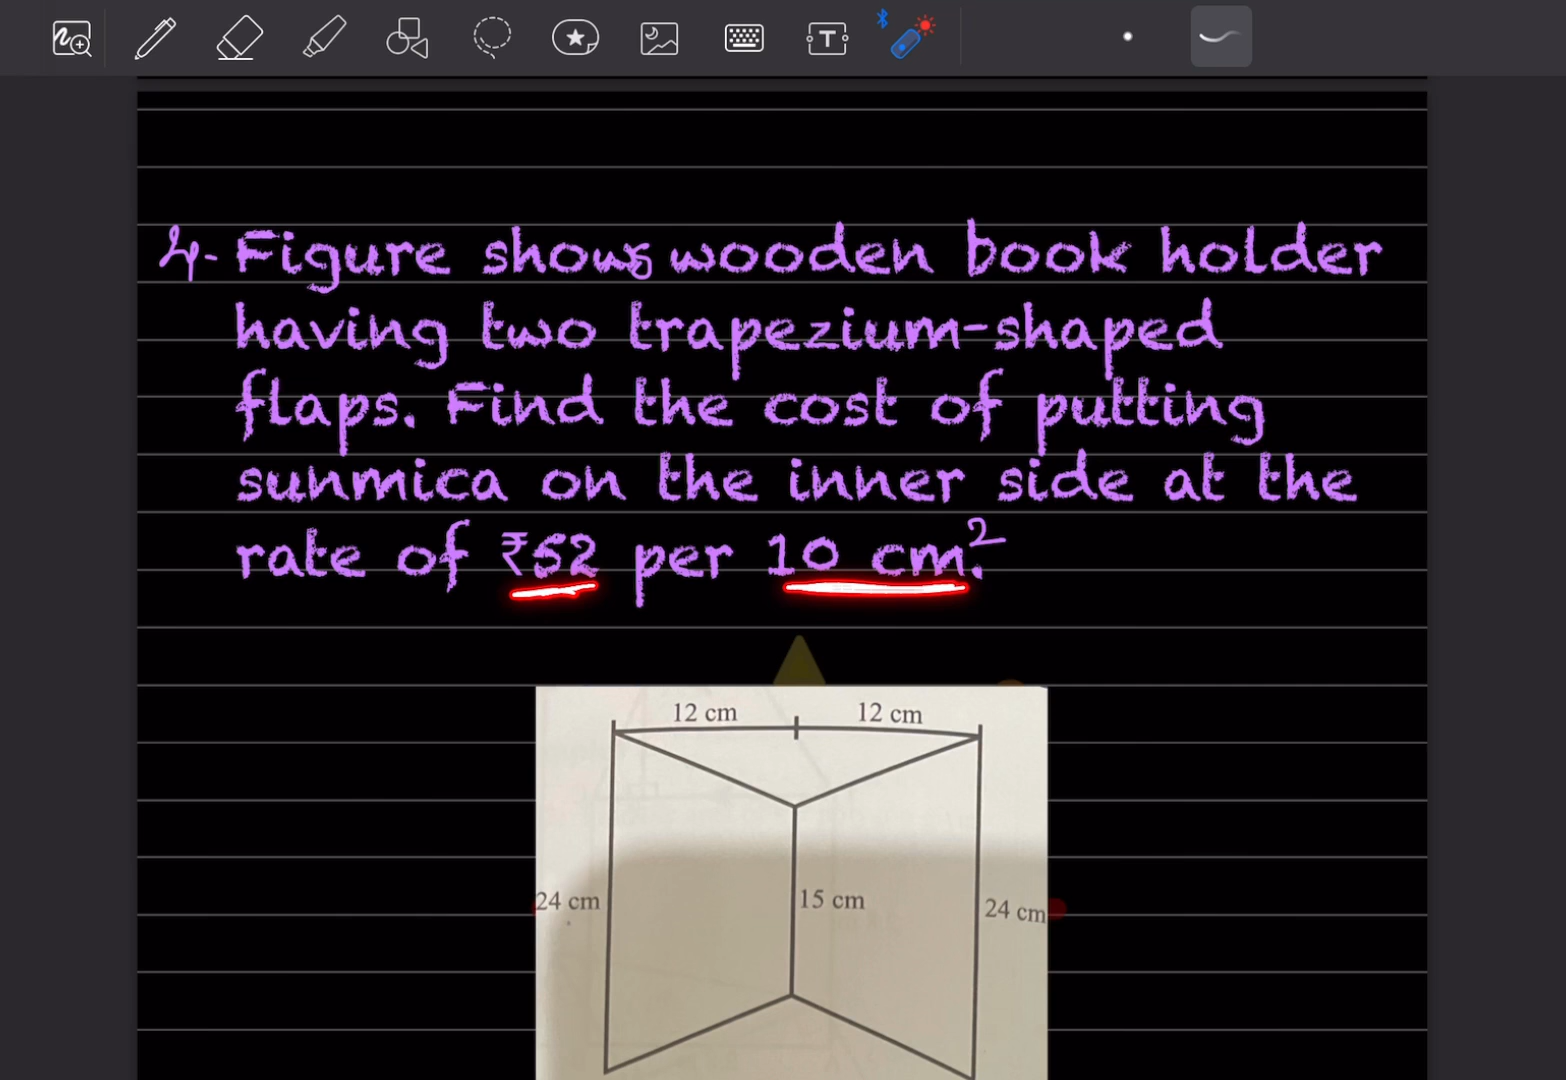 4. Figure shows wooden book holder
having two trapezium-shaped
flaps. Find the cost of putting
sunmica on the inner side at the
rate of ₹52 per 10 cm².
12 cm 12 cm
24 cm 15 cm 24 cm